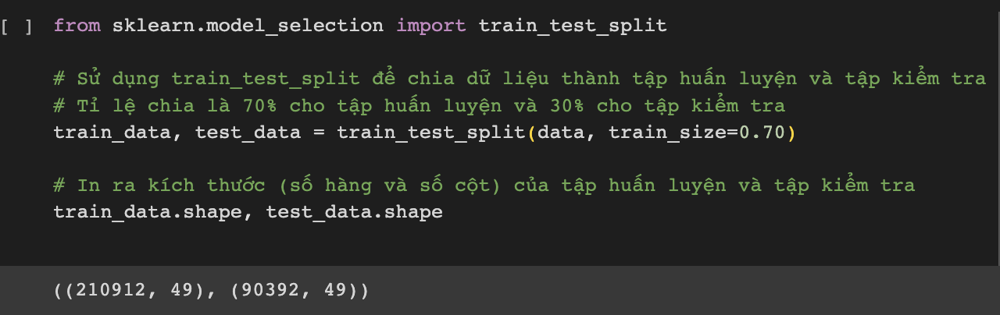 [ ] from sklearn.model_selection import train_test_split
# Sử dụng train_test_split để chia dữ liệu thành tập huấn luyện và tập kiểm tra
# Tỉ lệ chia là 70% cho tập huấn luyện và 30% cho tập kiểm tra
train_data, test_data = train_test_split(data, train_size=0.70)
# In ra kích thước (số hàng và số cột) của tập huấn luyện và tập kiểm tra
train_data.shape, test_data.shape
((210912, 49), (90392, 49))